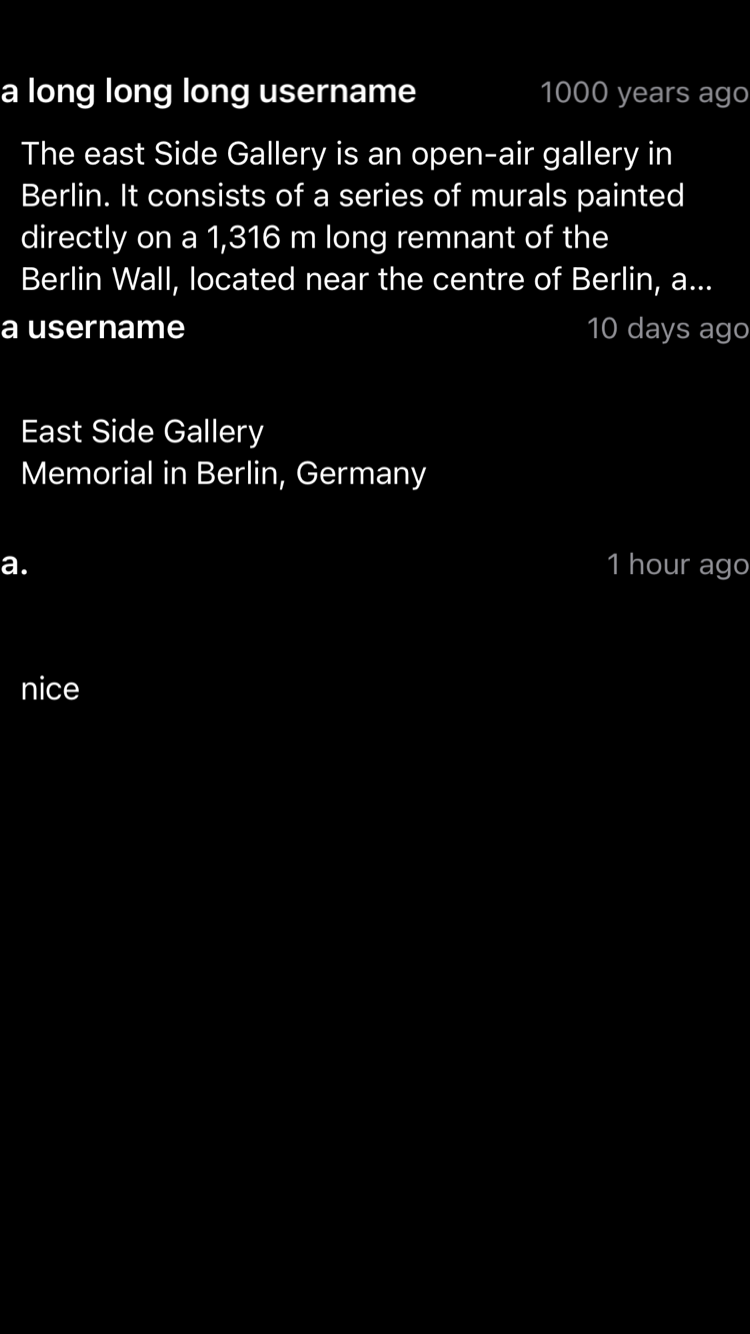 a long long long username 1000 years ago
The east Side Gallery is an open-air gallery in
Berlin. It consists of a series of murals painted
directly on a 1,316 m long remnant of the
Berlin Wall, located near the centre of Berlin, a...
a username 10 days ago
East Side Gallery
Memorial in Berlin, Germany
a. 1 hour ago
nice